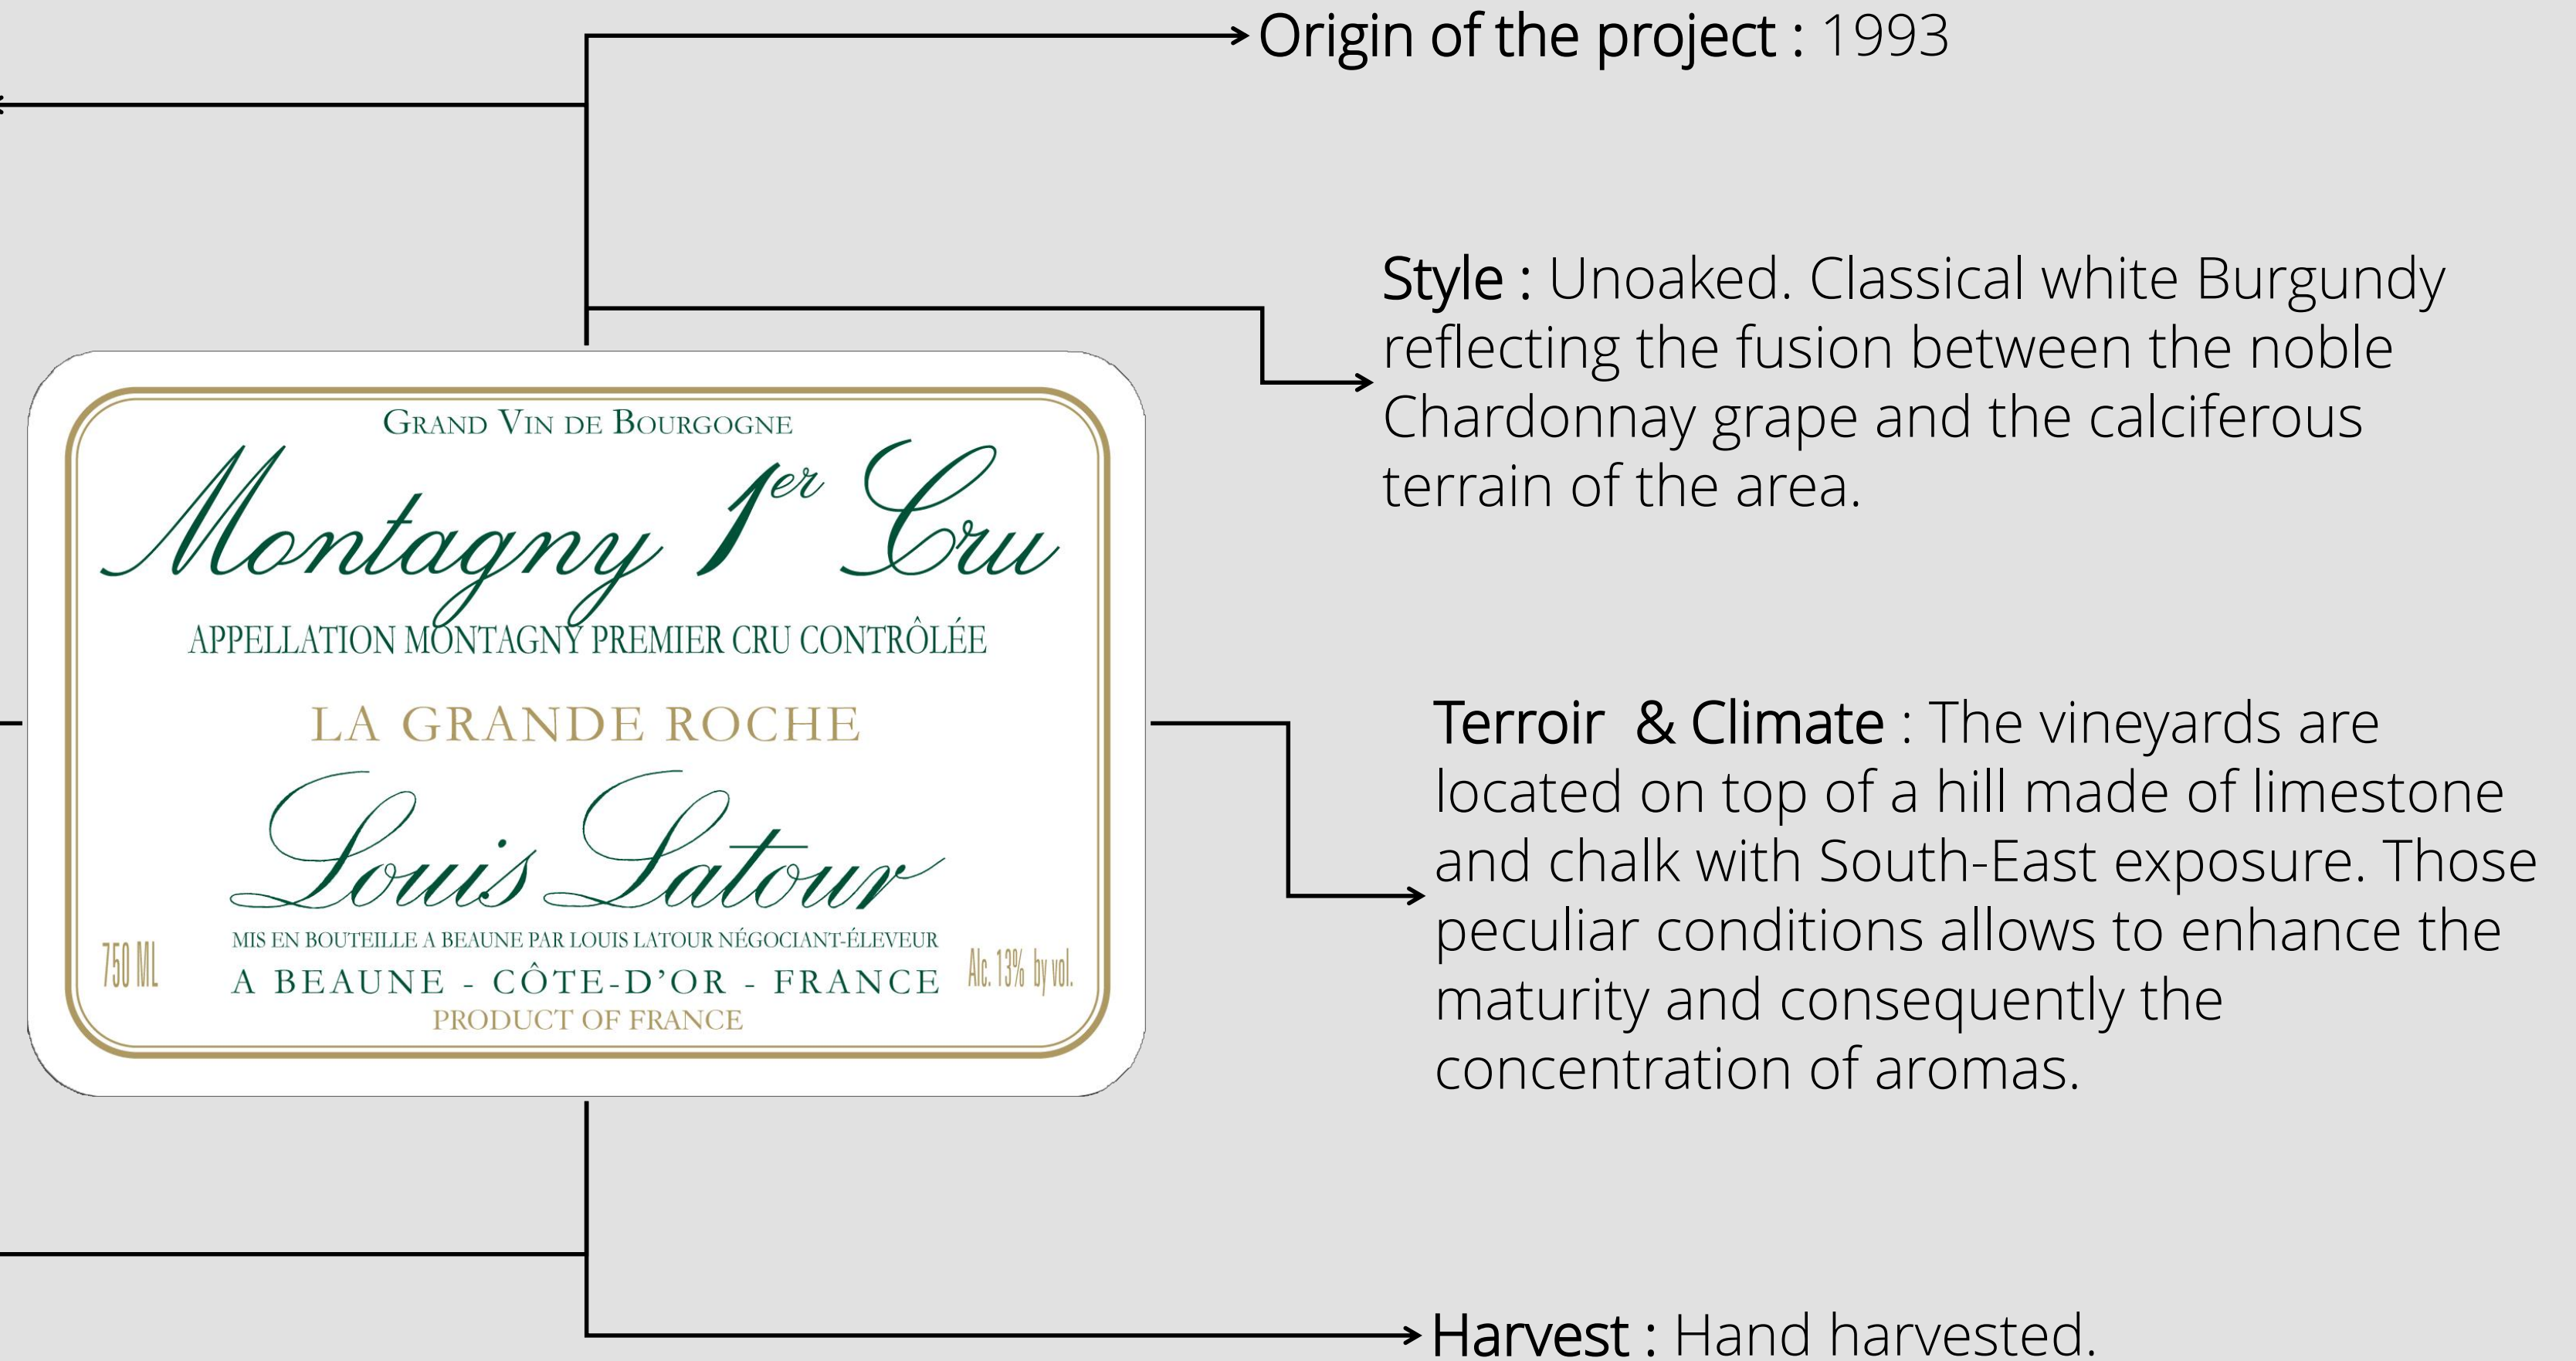 Origin of the project : 1993
Style : Unoaked. Classical white Burgundy
reflecting the fusion between the noble
Chardonnay grape and the calciferous
terrain of the area.
GRAND VIN DE BOURGOGNE
Montagny 1er Cru
APPELLATION MONTAGNY PREMIER CRU CONTRÔLÉE
LA GRANDE ROCHE
Louis Latour
MIS EN BOUTEILLE A BEAUNE PAR LOUIS LATOUR NÉGOCIANT-ÉLEVEUR
750 ML
A BEAUNE - CÔTE-D'OR - FRANCE
Alc. 13% by vol.
PRODUCT OF FRANCE
Terroir & Climate : The vineyards are
located on top of a hill made of limestone
and chalk with South-East exposure. Those
peculiar conditions allows to enhance the
maturity and consequently the
concentration of aromas.
Harvest : Hand harvested.